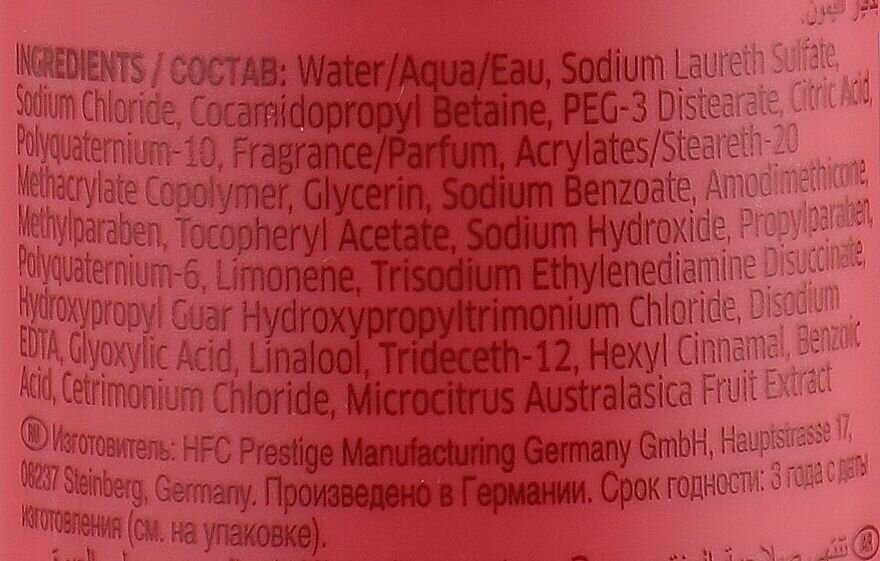 INGREDIENTS / СОСТАВ: Water/Aqua/Eau, Sodium Laureth Sulfate,
Sodium Chloride, Cocamidopropyl Betaine, PEG-3 Distearate, Citric Acid,
Polyquaternium-10, Fragrance/Parfum, Acrylates/Steareth-20
Methacrylate Copolymer, Glycerin, Sodium Benzoate, Amodimethicone,
Methylparaben, Tocopheryl Acetate, Sodium Hydroxide, Propylparaben,
Polyquaternium-6, Limonene, Trisodium Ethylenediamine Disuccinate,
Hydroxypropyl Guar Hydroxypropyltrimonium Chloride, Disodium
EDTA, Glyoxylic Acid, Linalool, Trideceth-12, Hexyl Cinnamal, Benzoic
Acid, Cetrimonium Chloride, Microcitrus Australasica Fruit Extract
RU Изготовитель: HFC Prestige Manufacturing Germany GmbH, Hauptstrasse 17,
06237 Steinberg, Germany. Произведено в Германии. Срок годности: 3 года с даты
изготовления (см. на упаковке).
AR